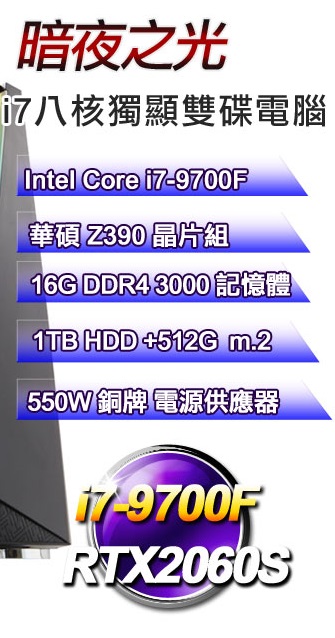 暗夜之光
i7八核獨顯雙碟電腦
Intel Core i7-9700F
華碩 Z390 晶片組
16G DDR4 3000 記憶體
1TB HDD +512G m.2
550W 銅牌 電源供應器
i7-9700F
RTX2060S